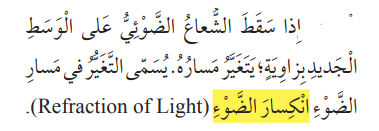 إِذا سَقَطَ الشُّعاعُ الضَّوْئِيُّ عَلى الْوَسَطِ
الْجَديدِ بِزاوِيَةٍ؛ يَتَغَيَّرُ مَسارُهُ. يُسَمّى التَّغَيُّرُ في مَسارِ
الضَّوْءِ انْكِسارَ الضَّوْءِ (Refraction of Light).